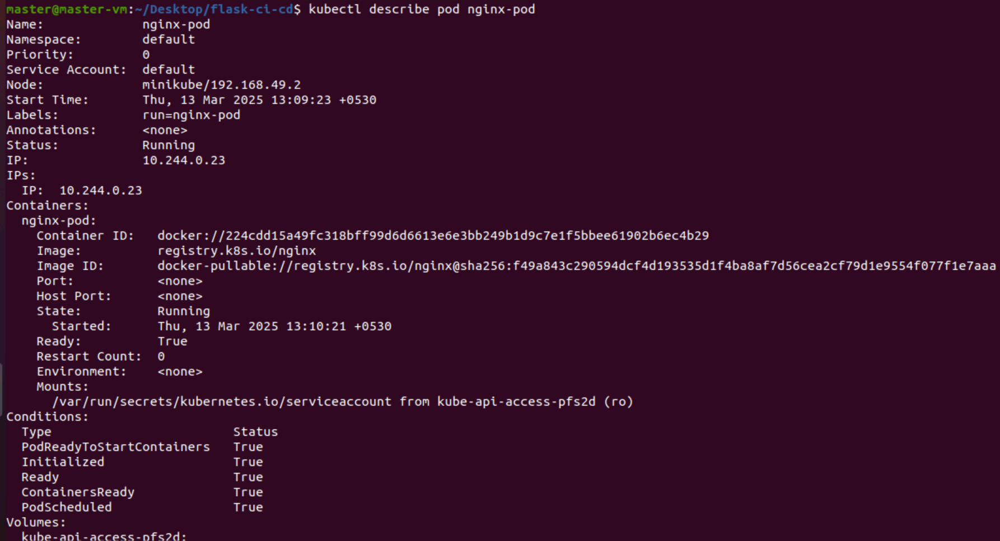 master@master-vm:~/Desktop/flask-ci-cd$ kubectl describe pod nginx-pod
Name:             nginx-pod
Namespace:        default
Priority:         0
Service Account:  default
Node:             minikube/192.168.49.2
Start Time:       Thu, 13 Mar 2025 13:09:23 +0530
Labels:           run=nginx-pod
Annotations:      <none>
Status:           Running
IP:               10.244.0.23
IPs:
  IP:  10.244.0.23
Containers:
  nginx-pod:
    Container ID:   docker://224cdd15a49fc318bff99d6d6613e6e3bb249b1d9c7e1f5bbee61902b6ec4b29
    Image:          registry.k8s.io/nginx
    Image ID:       docker-pullable://registry.k8s.io/nginx@sha256:f49a843c290594dcf4d193535d1f4ba8af7d56cea2cf79d1e9554f077f1e7aaa
    Port:           <none>
    Host Port:      <none>
    State:          Running
      Started:      Thu, 13 Mar 2025 13:10:21 +0530
    Ready:          True
    Restart Count:  0
    Environment:    <none>
    Mounts:
      /var/run/secrets/kubernetes.io/serviceaccount from kube-api-access-pfs2d (ro)
Conditions:
  Type                        Status
  PodReadyToStartContainers   True
  Initialized                 True
  Ready                       True
  ContainersReady             True
  PodScheduled                True
Volumes:
  kube-api-access-pfs2d: